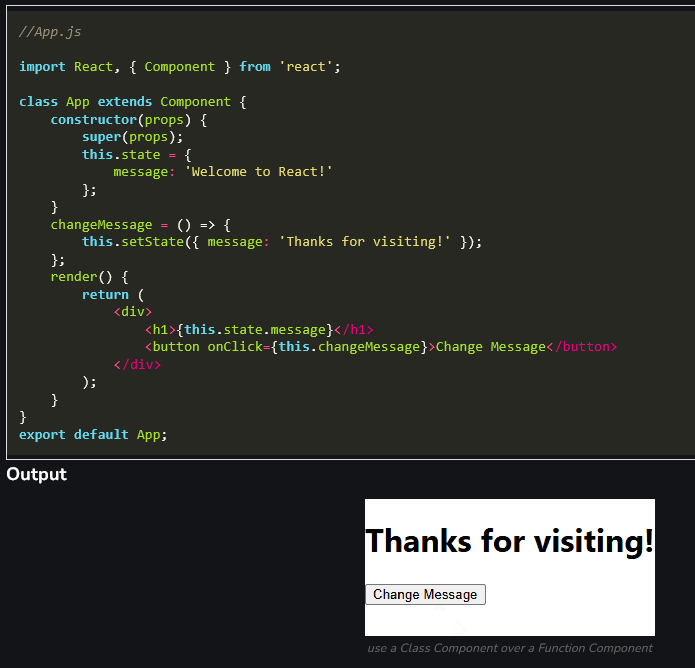 //App.js
import React, { Component } from 'react';
class App extends Component {
    constructor(props) {
        super(props);
        this.state = {
            message: 'Welcome to React!'
        };
    }
    changeMessage = () => {
        this.setState({ message: 'Thanks for visiting!' });
    };
    render() {
        return (
            <div>
                <h1>{this.state.message}</h1>
                <button onClick={this.changeMessage}>Change Message</button>
            </div>
        );
    }
}
export default App;
Output
Thanks for visiting!
Change Message
use a Class Component over a Function Component